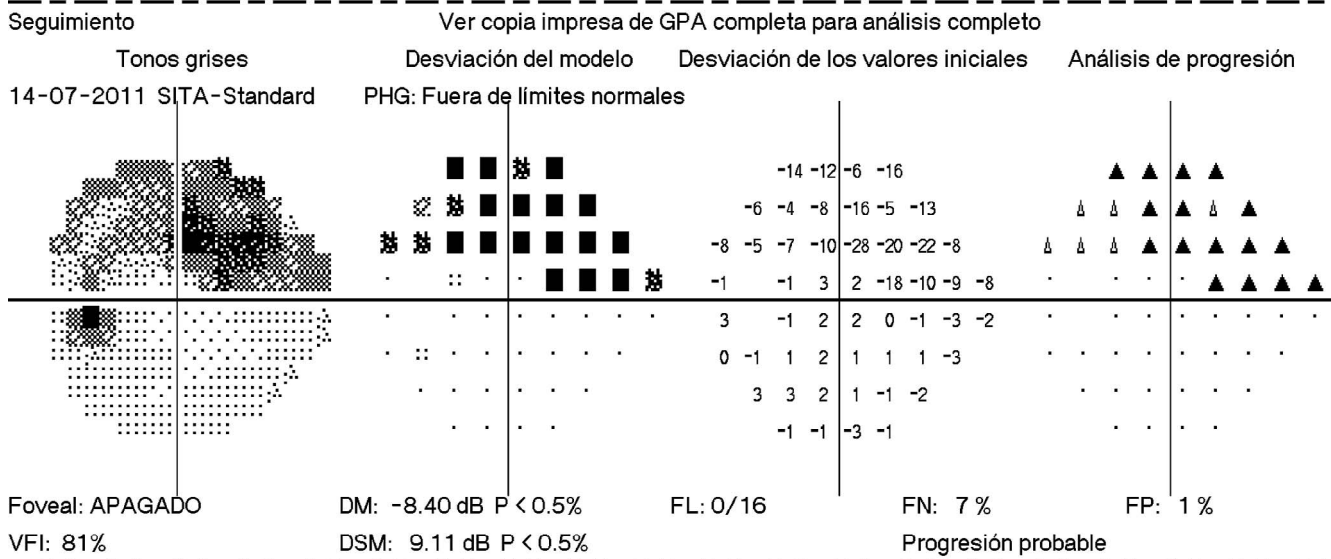 Seguimiento Ver copia impresa de GPA completa para análisis completo
Tonos grises Desviación del modelo Desviación de los valores iniciales Análisis de progresión
14-07-2011 SITA-Standard PHG: Fuera de límites normales
-14 -12 -6 -16
-6 -4 -8 -16 -5 -13
-8 -5 -7 -10 -28 -20 -22 -8
-1 -1 3 2 -18 -10 -9 -8
3 -1 2 2 0 -1 -3 -2
0 -1 1 2 1 1 1 -3
3 3 2 1 -1 -2
-1 -1 -3 -1
Foveal: APAGADO DM: -8.40 dB P < 0.5% FL: 0/16 FN: 7 % FP: 1 %
VFI: 81% DSM: 9.11 dB P < 0.5% Progresión probable